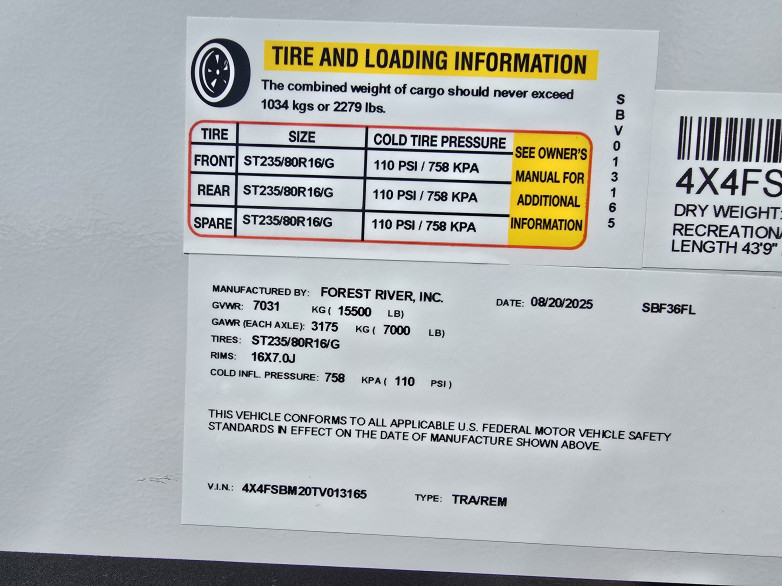 TIRE AND LOADING INFORMATION
The combined weight of cargo should never exceed
1034 kgs or 2279 lbs.
TIRE SIZE COLD TIRE PRESSURE
FRONT ST235/80R16/G 110 PSI / 758 KPA
REAR ST235/80R16/G 110 PSI / 758 KPA
SPARE ST235/80R16/G 110 PSI / 758 KPA
SEE OWNER'S
MANUAL FOR
ADDITIONAL
INFORMATION
SBV013165
4X4FS
DRY WEIGHT:
RECREATIONA
LENGTH 43'9"
MANUFACTURED BY: FOREST RIVER, INC. DATE: 08/20/2025 SBF36FL
GVWR: 7031 KG ( 15500 LB)
GAWR (EACH AXLE): 3175 KG ( 7000 LB)
TIRES: ST235/80R16/G
RIMS: 16X7.0J
COLD INFL. PRESSURE: 758 KPA ( 110 PSI )
THIS VEHICLE CONFORMS TO ALL APPLICABLE U.S. FEDERAL MOTOR VEHICLE SAFETY
STANDARDS IN EFFECT ON THE DATE OF MANUFACTURE SHOWN ABOVE.
V.I.N.: 4X4FSBM20TV013165 TYPE: TRA/REM